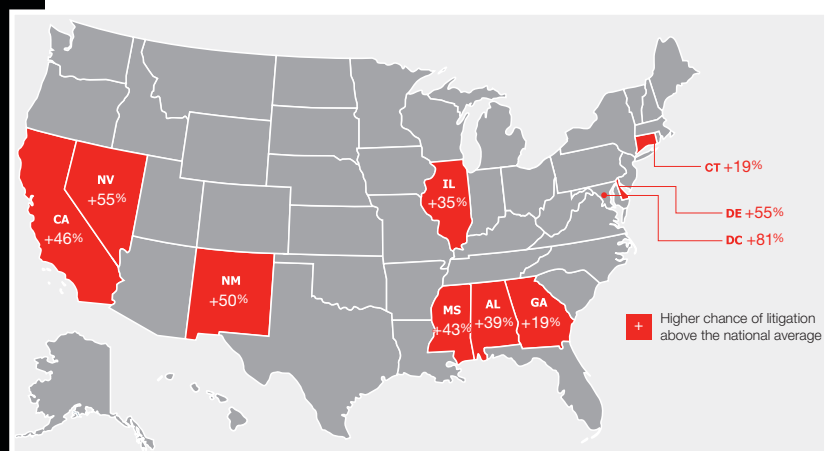 NV
+55%
CA
+46%
NM
+50%
IL
+35%
MS
+43%
AL
+39%
GA
+19%
CT +19%
DE +55%
DC +81%
+
Higher chance of litigation
above the national average